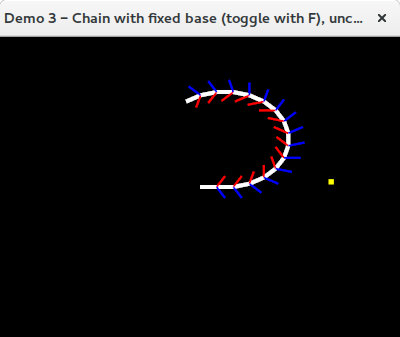 Demo 3 – Chain with fixed base (toggle with F), unc...